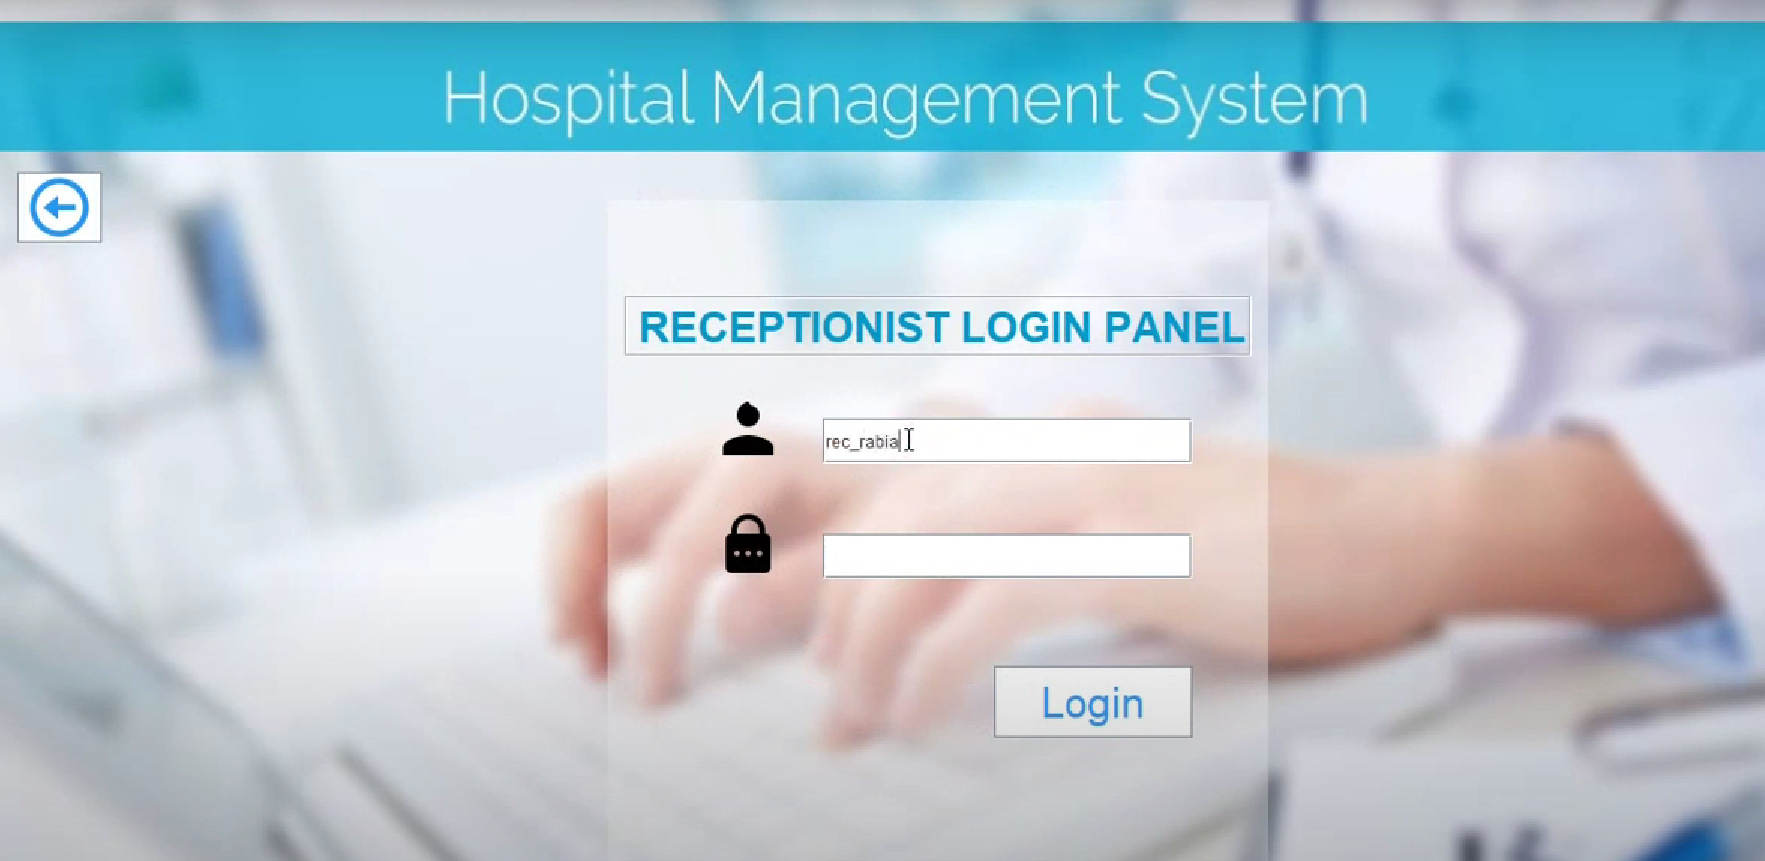 Hospital Management System
RECEPTIONIST LOGIN PANEL
rec_rabia
Login